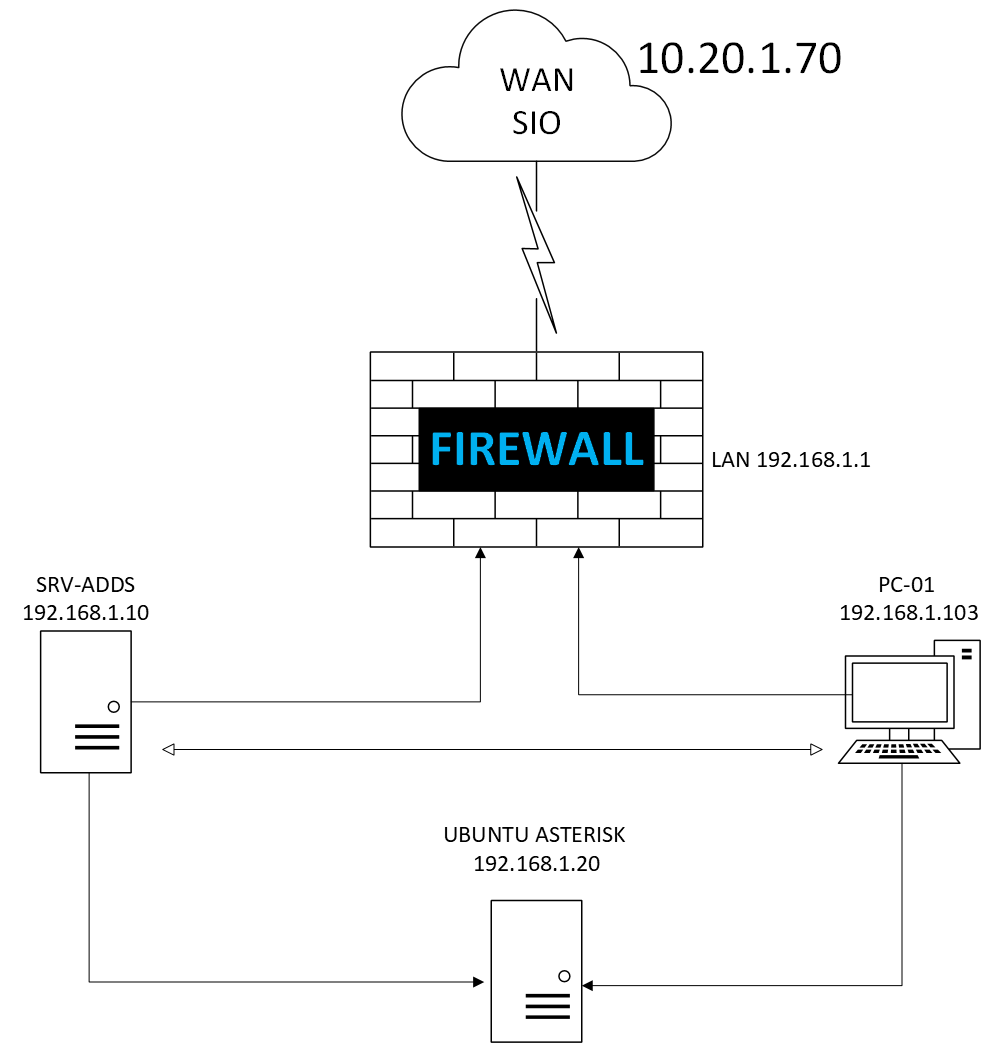 WAN
SIO
10.20.1.70
FIREWALL
LAN 192.168.1.1
SRV-ADDS
192.168.1.10
PC-01
192.168.1.103
UBUNTU ASTERISK
192.168.1.20